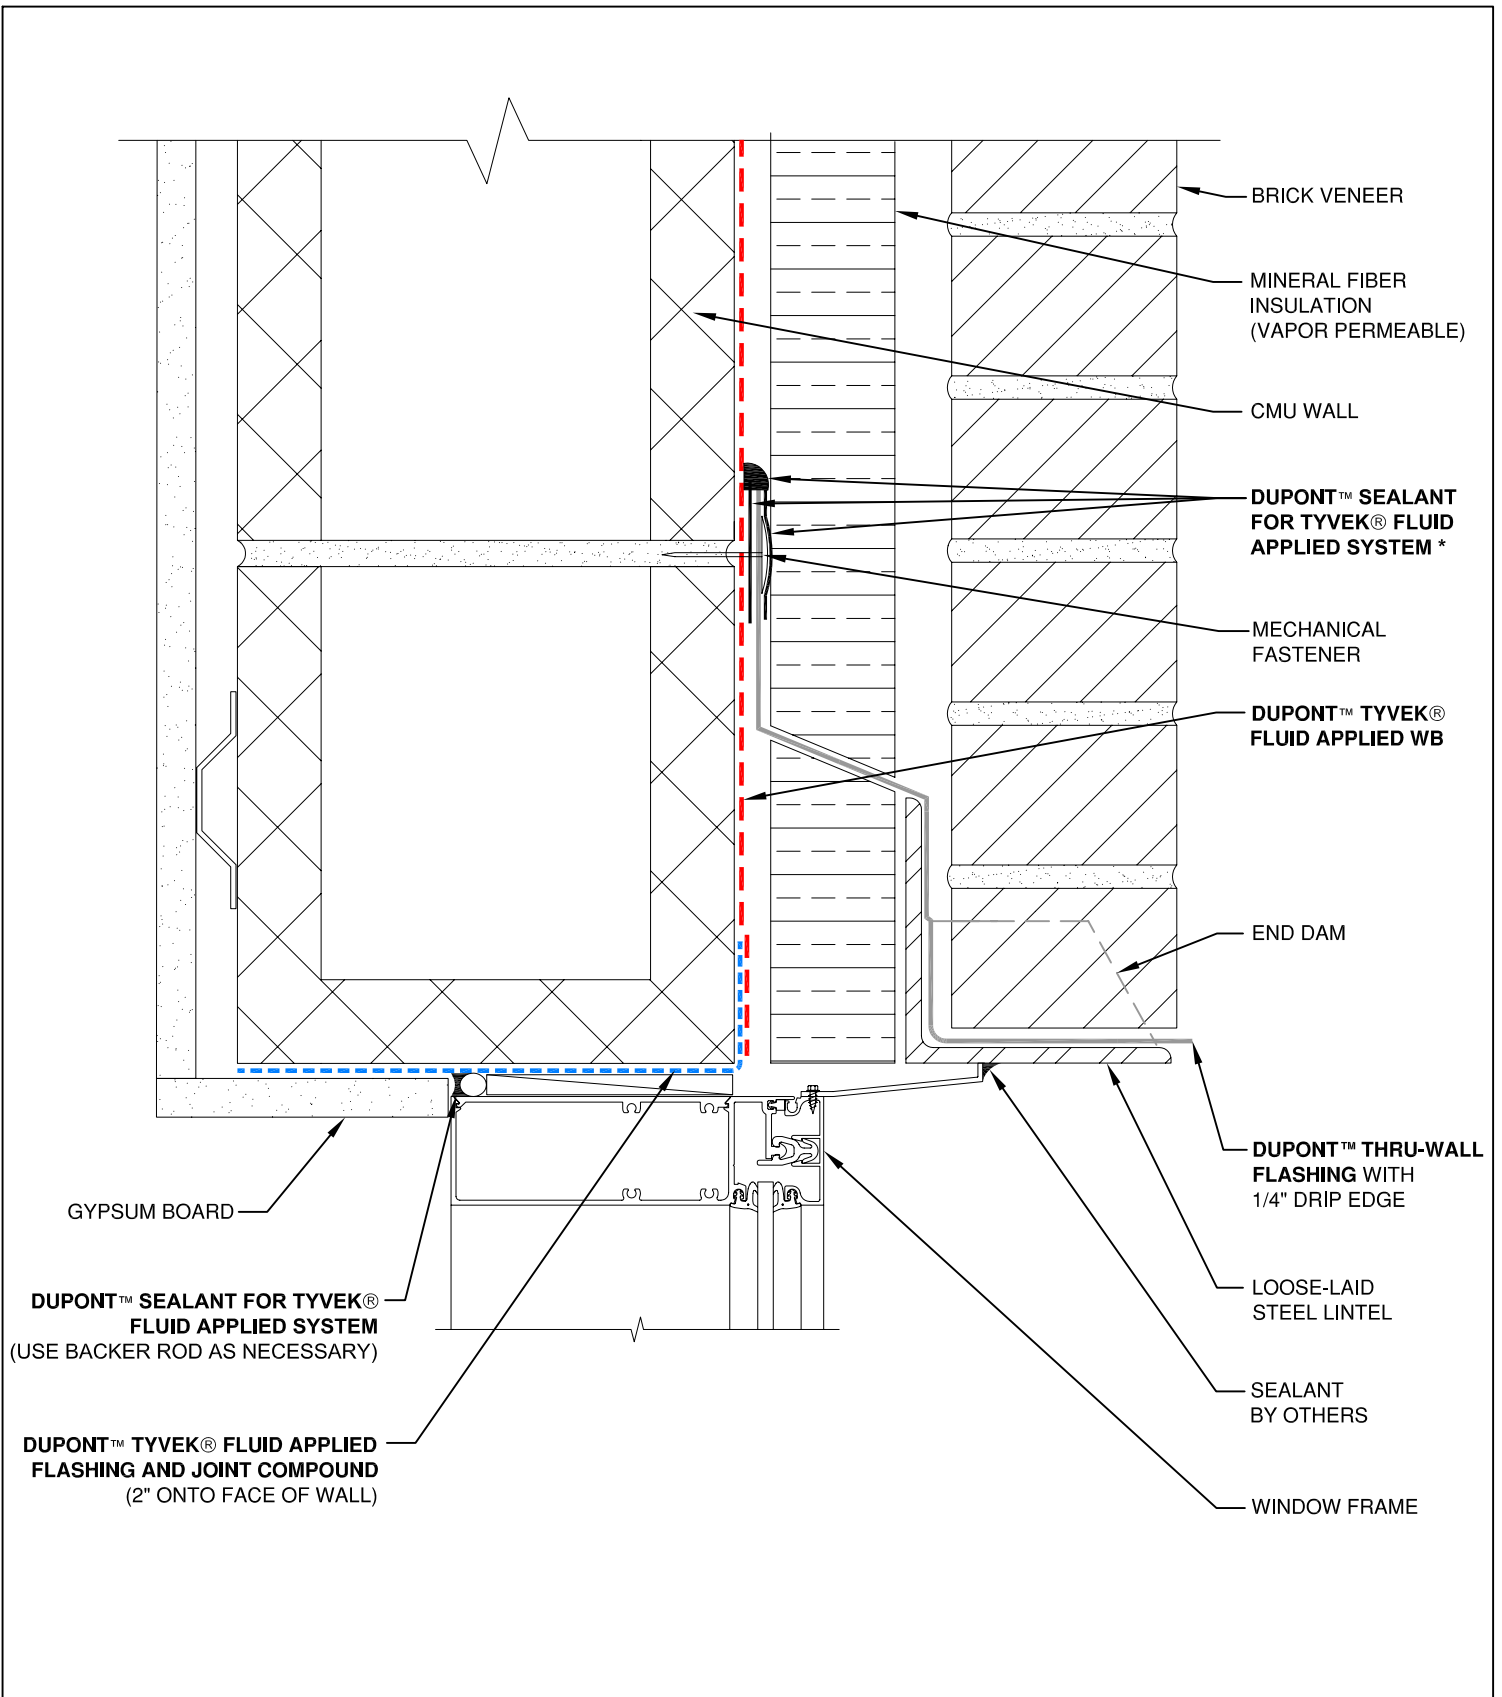 BRICK VENEER
MINERAL FIBER
INSULATION
(VAPOR PERMEABLE)
CMU WALL
DUPONT™ SEALANT
FOR TYVEK® FLUID
APPLIED SYSTEM *
MECHANICAL
FASTENER
DUPONT™ TYVEK®
FLUID APPLIED WB
END DAM
DUPONT™ THRU-WALL
FLASHING WITH
1/4" DRIP EDGE
LOOSE-LAID
STEEL LINTEL
SEALANT
BY OTHERS
WINDOW FRAME
GYPSUM BOARD
DUPONT™ SEALANT FOR TYVEK®
FLUID APPLIED SYSTEM
(USE BACKER ROD AS NECESSARY)
DUPONT™ TYVEK® FLUID APPLIED
FLASHING AND JOINT COMPOUND
(2" ONTO FACE OF WALL)